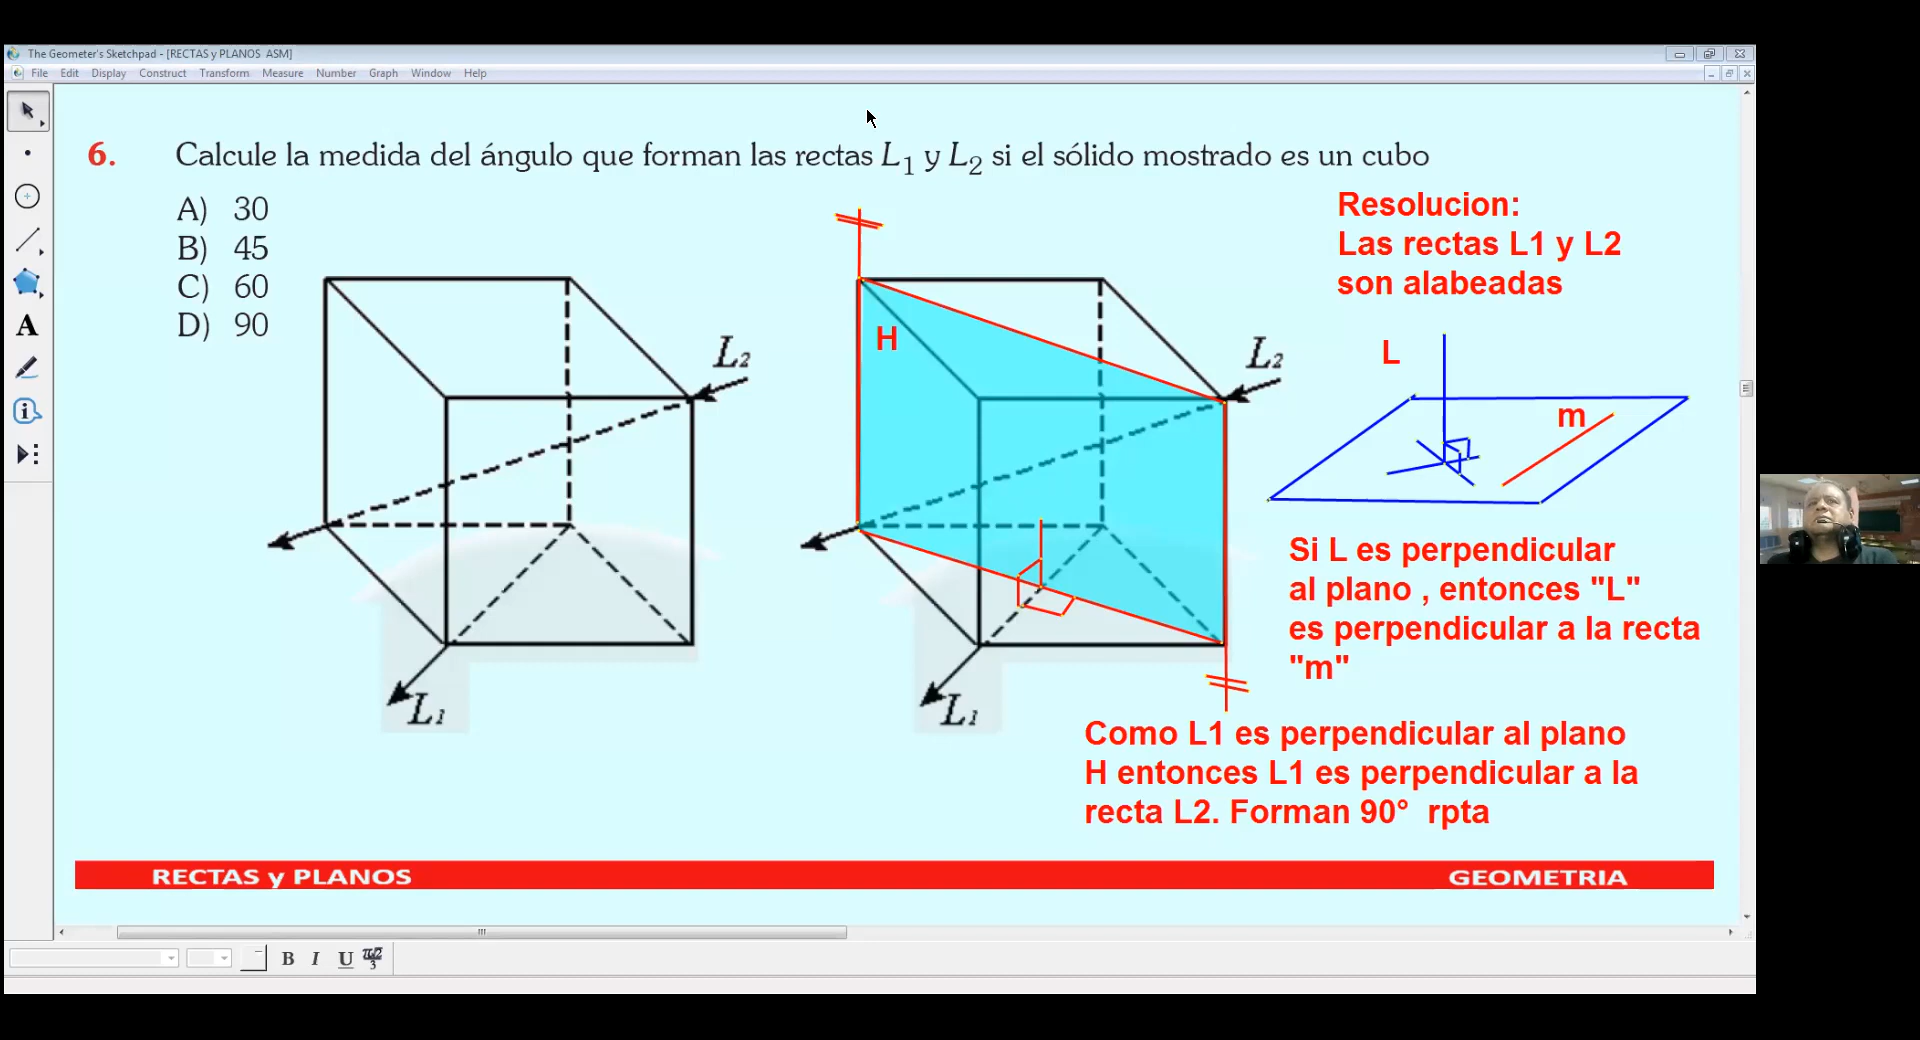 The Geometer's Sketchpad - [RECTAS y PLANOS ASM]
File Edit Display Construct Transform Measure Number Graph Window Help
6. Calcule la medida del ángulo que forman las rectas L1 y L2 si el sólido mostrado es un cubo
A) 30
B) 45
C) 60
D) 90
L2
L1
H
L2
L1
Resolucion:
Las rectas L1 y L2
son alabeadas
L
m
Si L es perpendicular
al plano , entonces "L"
es perpendicular a la recta
"m"
Como L1 es perpendicular al plano
H entonces L1 es perpendicular a la
recta L2. Forman 90° rpta
RECTAS y PLANOS GEOMETRIA
A
B I U